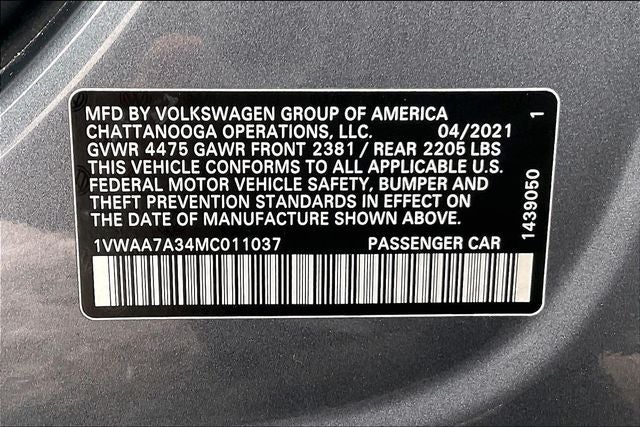 MFD BY VOLKSWAGEN GROUP OF AMERICA
CHATTANOOGA OPERATIONS, LLC. 04/2021
GVWR 4475 GAWR FRONT 2381 / REAR 2205 LBS
THIS VEHICLE CONFORMS TO ALL APPLICABLE U.S.
FEDERAL MOTOR VEHICLE SAFETY, BUMPER AND
THEFT PREVENTION STANDARDS IN EFFECT ON
THE DATE OF MANUFACTURE SHOWN ABOVE.
1VWAA7A34MC011037 PASSENGER CAR
1439050 1